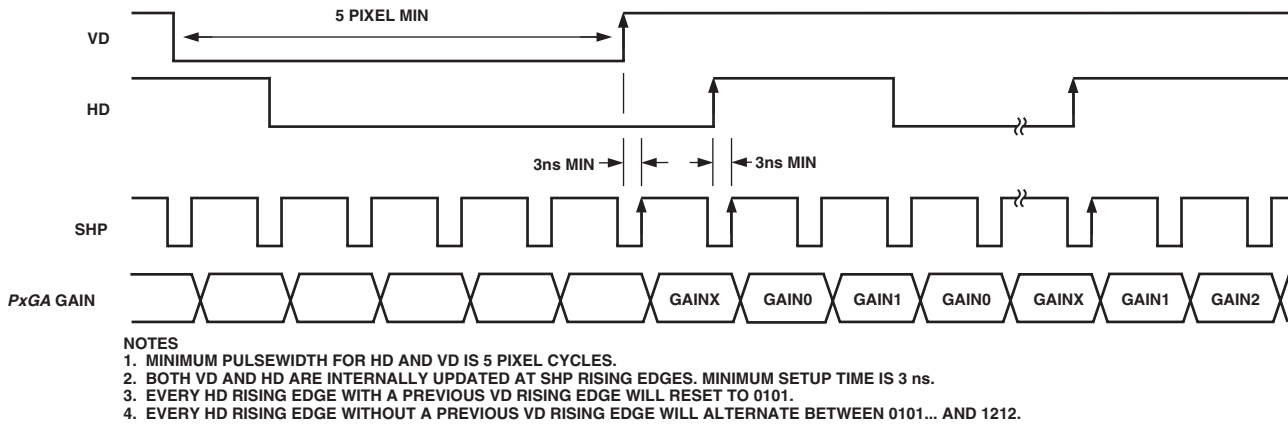 5 PIXEL MIN
VD
HD
3ns MIN
3ns MIN
SHP
PxGA GAIN
GAINX
GAIN0
GAIN1
GAIN0
GAINX
GAIN1
GAIN2
NOTES
1. MINIMUM PULSEWIDTH FOR HD AND VD IS 5 PIXEL CYCLES.
2. BOTH VD AND HD ARE INTERNALLY UPDATED AT SHP RISING EDGES. MINIMUM SETUP TIME IS 3 ns.
3. EVERY HD RISING EDGE WITH A PREVIOUS VD RISING EDGE WILL RESET TO 0101.
4. EVERY HD RISING EDGE WITHOUT A PREVIOUS VD RISING EDGE WILL ALTERNATE BETWEEN 0101... AND 1212.